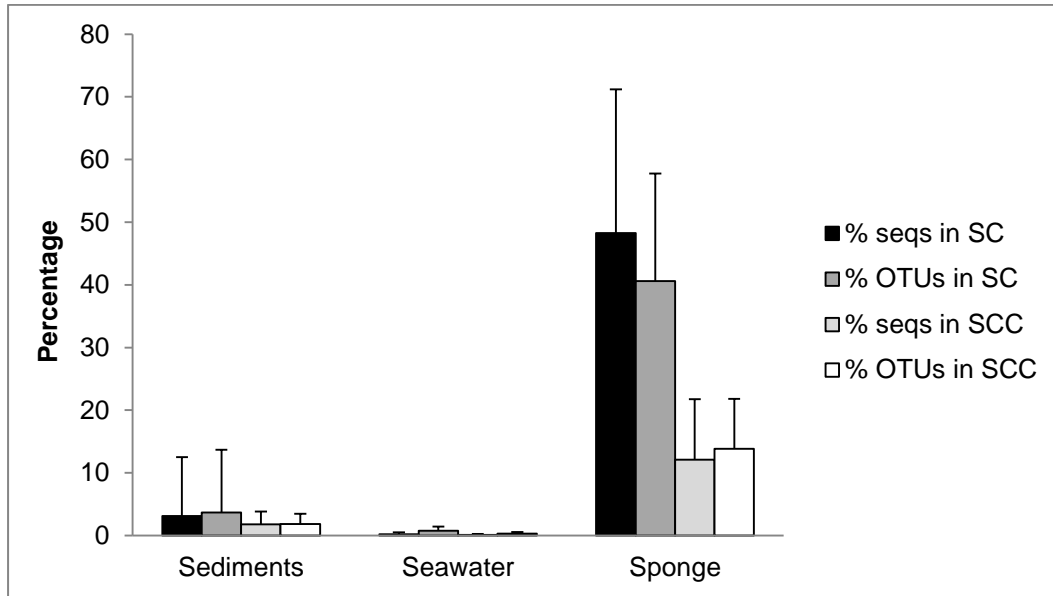 80
70
60
50
40
30
20
10
0
Percentage
Sediments Seawater Sponge
% seqs in SC
% OTUs in SC
% seqs in SCC
% OTUs in SCC